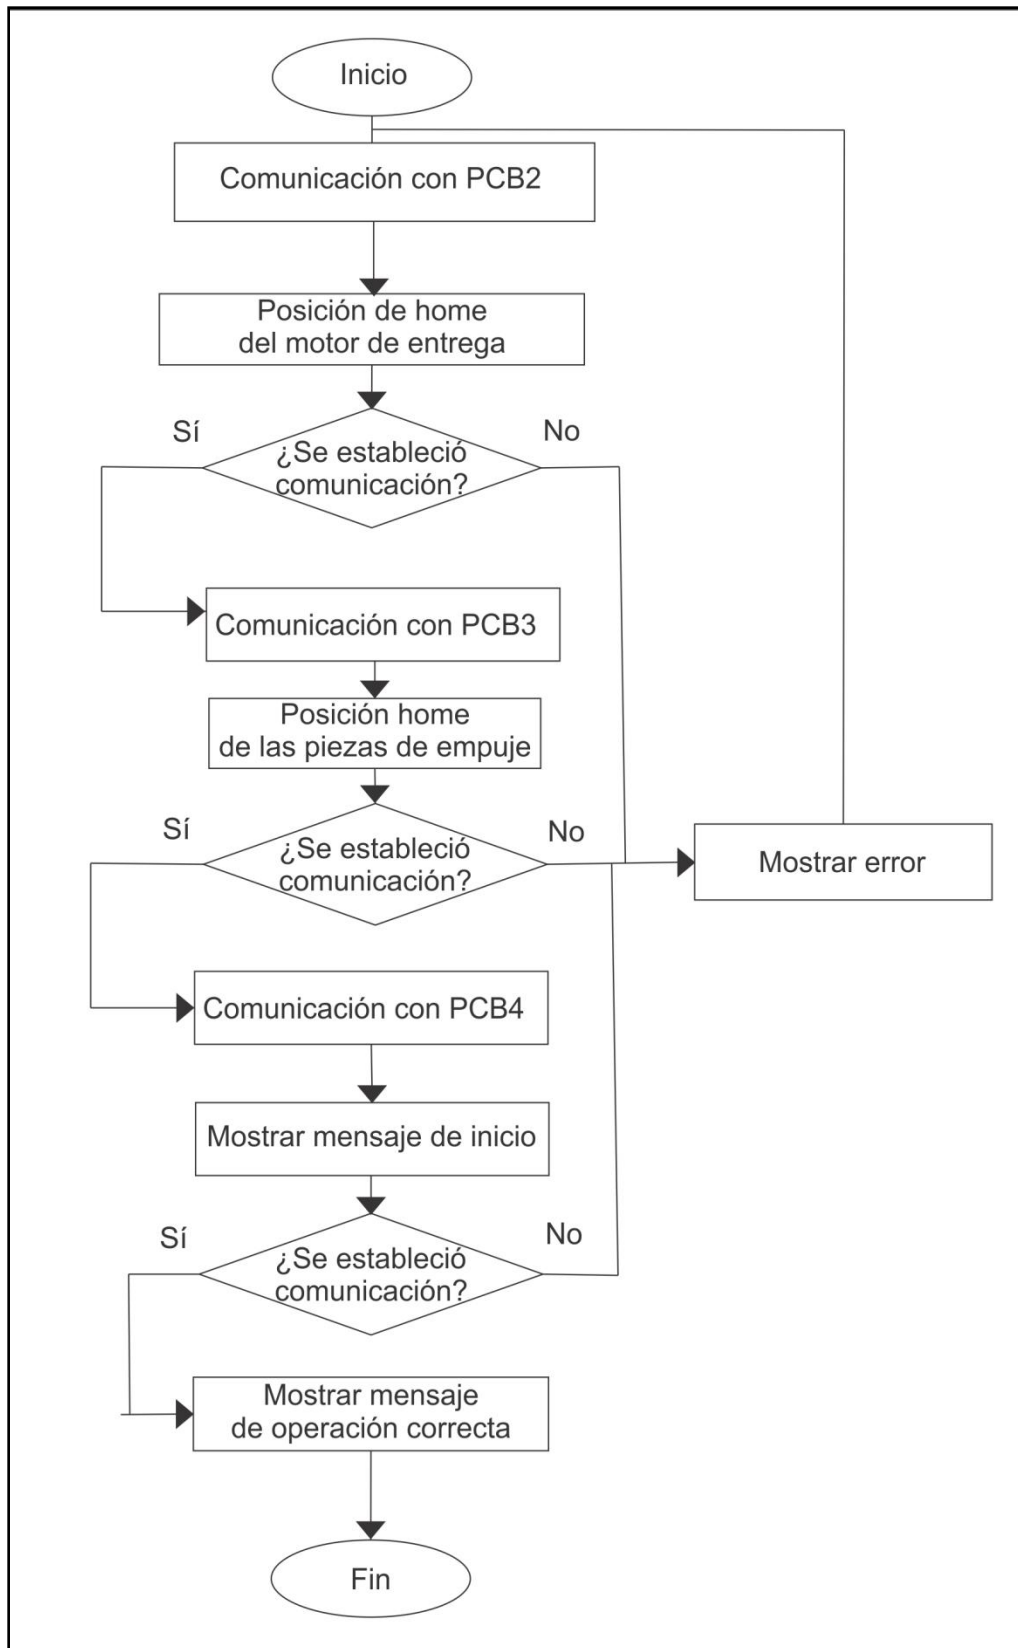 Inicio
Comunicación con PCB2
Posición de home
del motor de entrega
Sí
No
¿Se estableció
comunicación?
Comunicación con PCB3
Posición home
de las piezas de empuje
Sí
No
¿Se estableció
comunicación?
Mostrar error
Comunicación con PCB4
Mostrar mensaje de inicio
Sí
No
¿Se estableció
comunicación?
Mostrar mensaje
de operación correcta
Fin